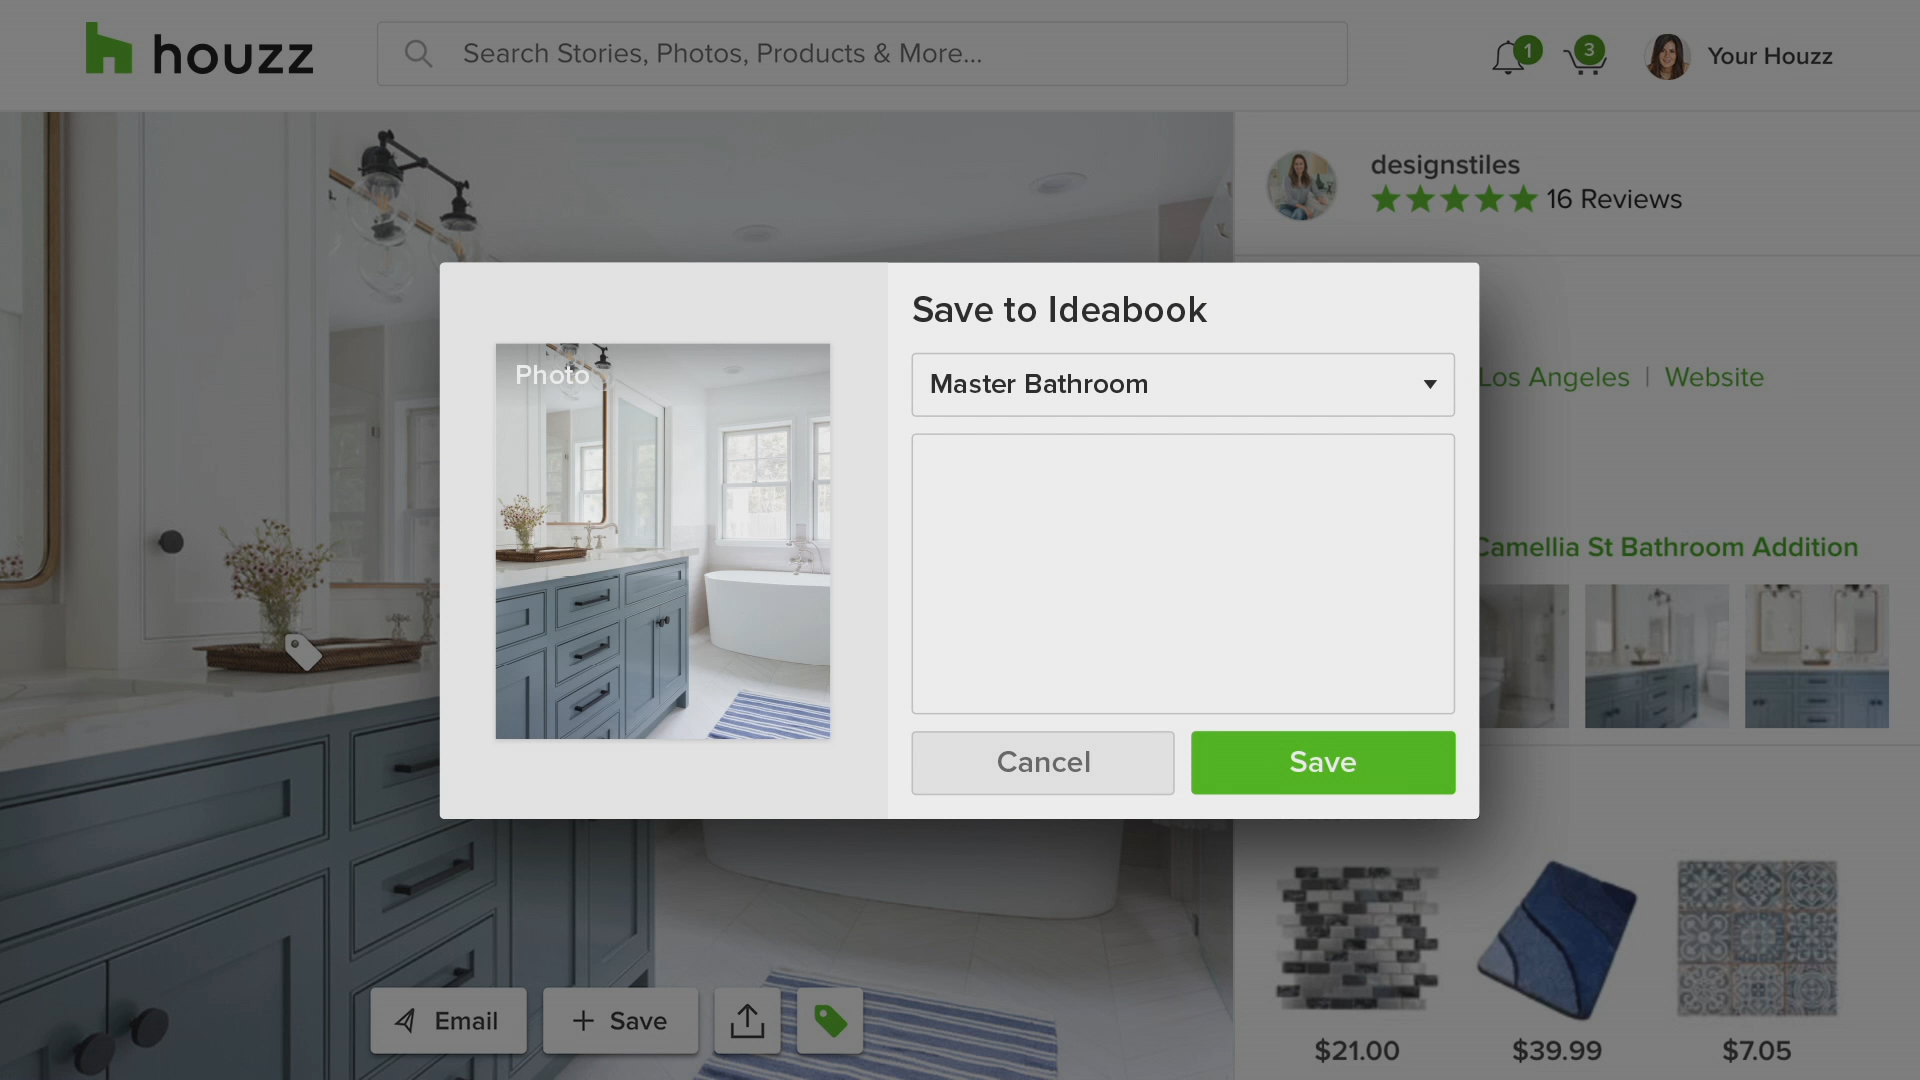 houzz
Search Stories, Photos, Products & More...
1
3
Your Houzz
designstiles
16 Reviews
Save to Ideabook
Photo
Master Bathroom
Los Angeles | Website
Camellia St Bathroom Addition
Cancel
Save
Email
+ Save
$21.00
$39.99
$7.05